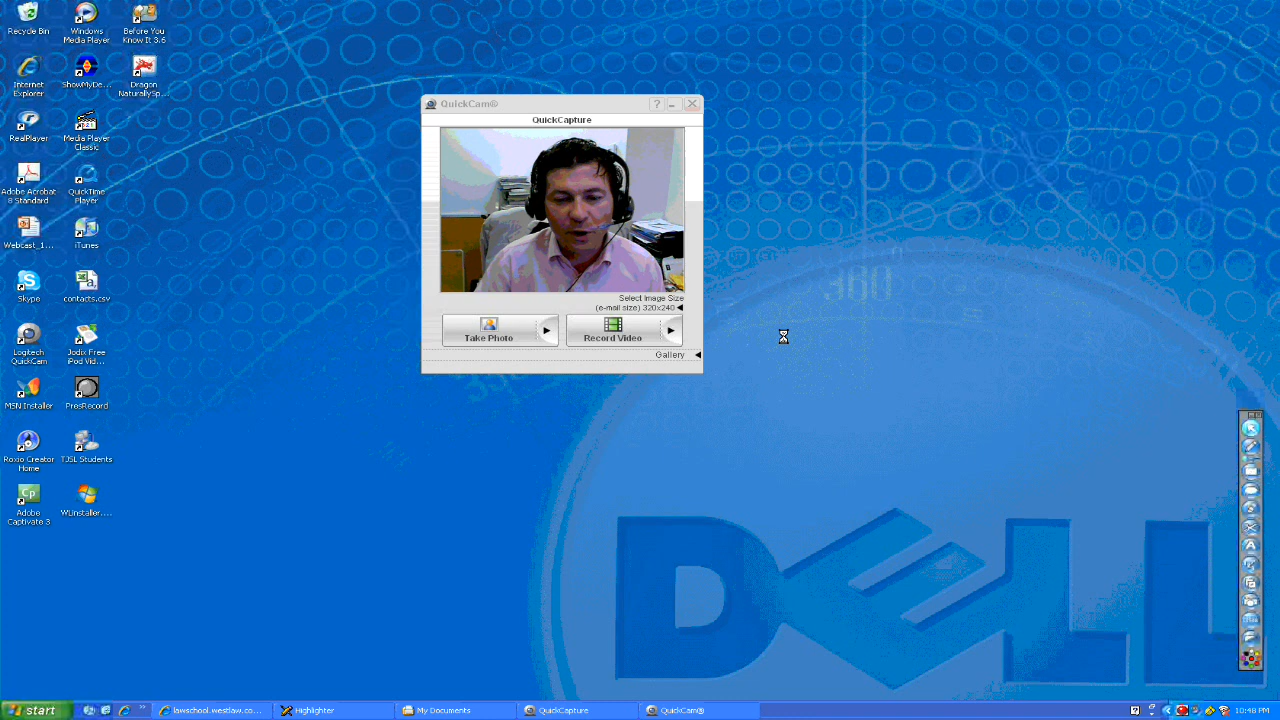 Recycle Bin
Windows
Media Player
Before You
Know It 3.6
Internet
Explorer
ShowMyDe...
Dragon
NaturallySp...
RealPlayer
Media Player
Classic
Adobe Acrobat
8 Standard
QuickTime
Player
Webcast_1...
iTunes
Skype
contacts.csv
Logitech
QuickCam
Jodix Free
iPod Vid...
MSN Installer
ProsRecord
Roxio Creator
Home
TJSL Students
Adobe
Captivate 3
WLinstaller....
QuickCam®
QuickCapture
Select Image Size
(e-mail size) 320x240
Take Photo
Record Video
Gallery
DELL
start
lawschool.westlaw.co...
Highlighter
My Documents
QuickCapture
QuickCam®
10:48 PM